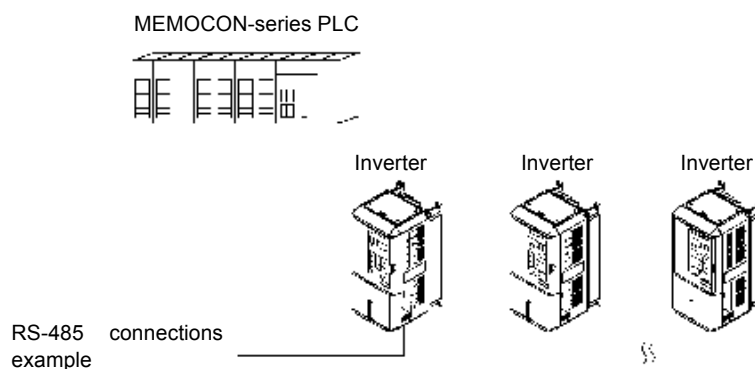 MEMOCON-series PLC
Inverter Inverter Inverter
RS-485 connections
example